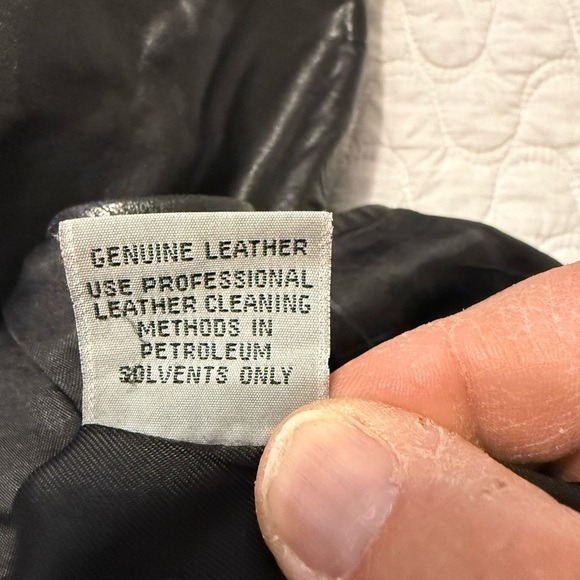 GENUINE LEATHER
USE PROFESSIONAL
LEATHER CLEANING
METHODS IN
PETROLEUM
SOLVENTS ONLY